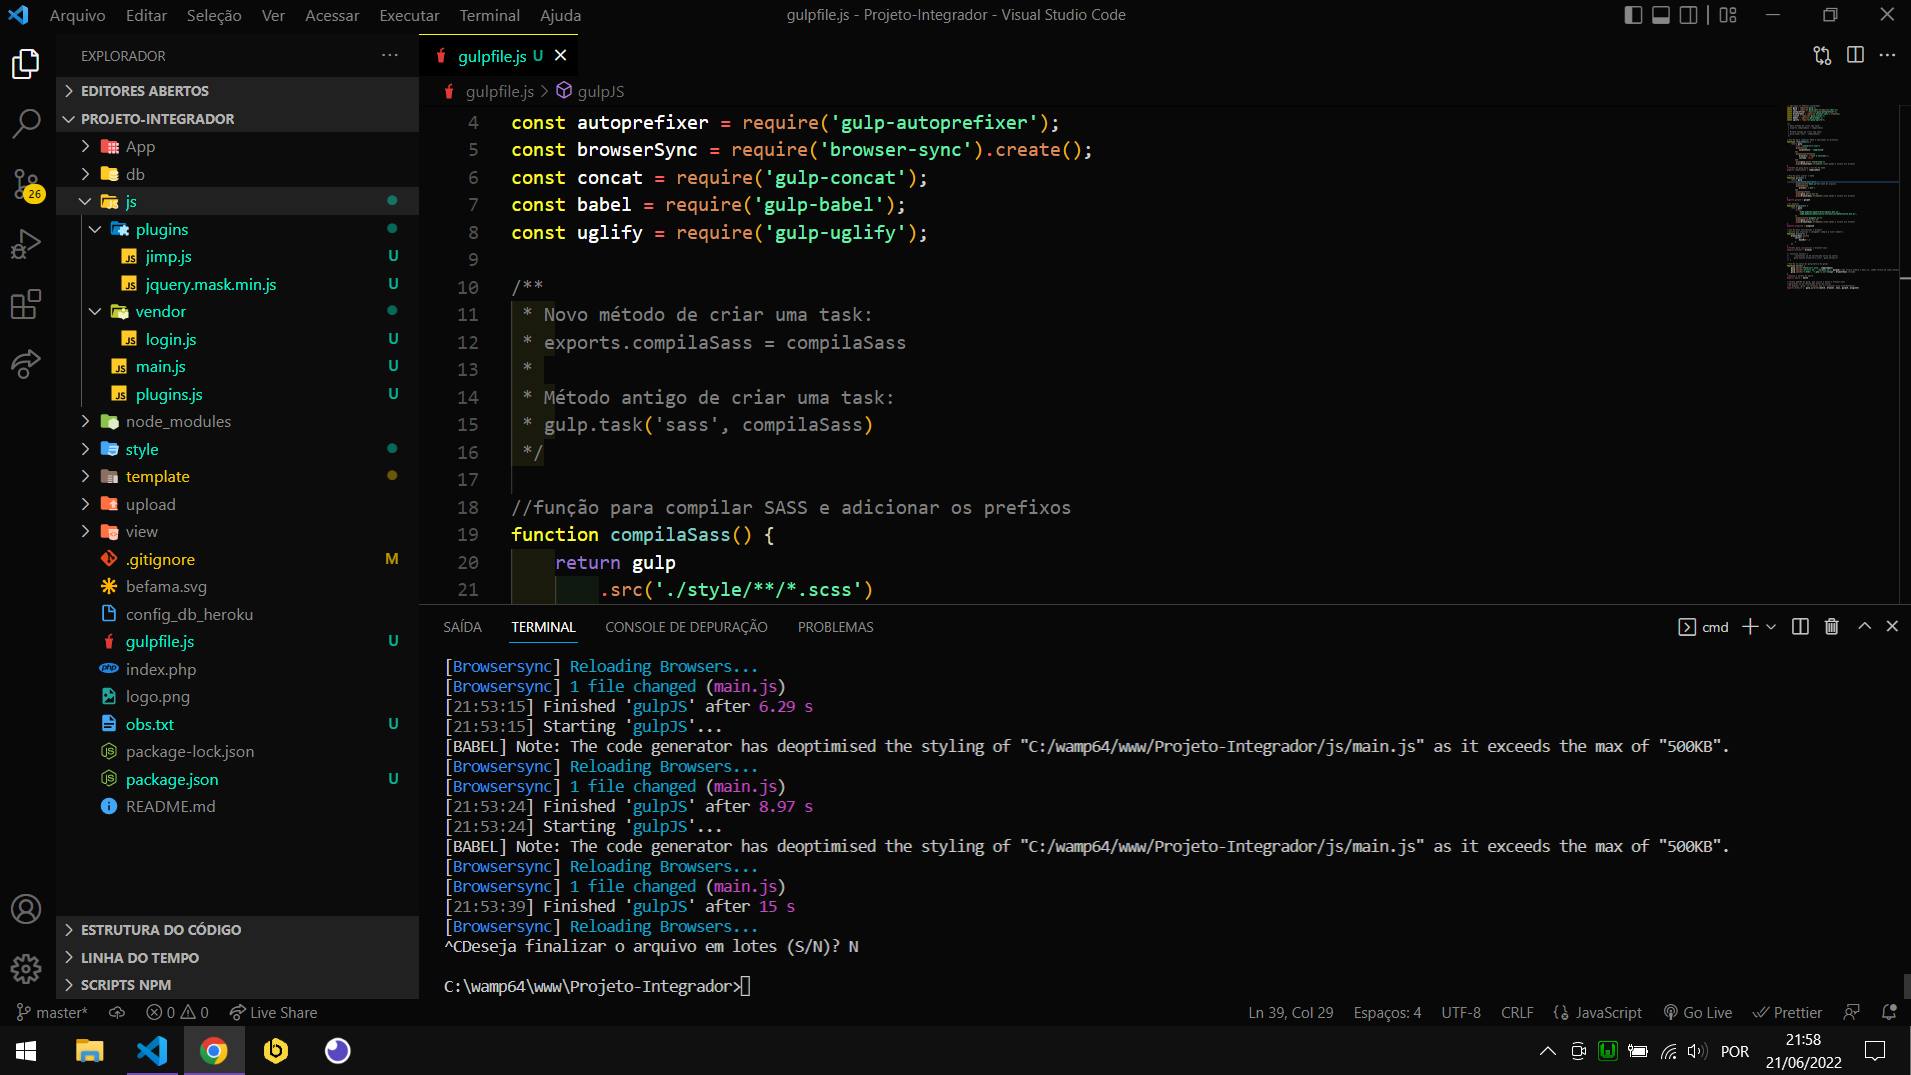 Arquivo Editar Seleção Ver Acessar Executar Terminal Ajuda
gulpfile.js - Projeto-Integrador - Visual Studio Code
EXPLORADOR
EDITORES ABERTOS
PROJETO-INTEGRADOR
App
db
js
plugins
jimp.js U
jquery.mask.min.js U
vendor
login.js U
main.js U
plugins.js U
node_modules
style
template
upload
view
.gitignore M
befama.svg
config_db_heroku
gulpfile.js U
index.php
logo.png
obs.txt U
package-lock.json
package.json U
README.md
ESTRUTURA DO CÓDIGO
LINHA DO TEMPO
SCRIPTS NPM
26
gulpfile.js U
gulpfile.js > gulpJS
4 const autoprefixer = require('gulp-autoprefixer');
5 const browserSync = require('browser-sync').create();
6 const concat = require('gulp-concat');
7 const babel = require('gulp-babel');
8 const uglify = require('gulp-uglify');
9
10 /**
11 * Novo método de criar uma task:
12 * exports.compilaSass = compilaSass
13 *
14 * Método antigo de criar uma task:
15 * gulp.task('sass', compilaSass)
16 */
17
18 //função para compilar SASS e adicionar os prefixos
19 function compilaSass() {
20 return gulp
21 .src('./style/**/*.scss')
SAÍDA TERMINAL CONSOLE DE DEPURAÇÃO PROBLEMAS
cmd
[Browsersync] Reloading Browsers...
[Browsersync] 1 file changed (main.js)
[21:53:15] Finished 'gulpJS' after 6.29 s
[21:53:15] Starting 'gulpJS'...
[BABEL] Note: The code generator has deoptimised the styling of "C:/wamp64/www/Projeto-Integrador/js/main.js" as it exceeds the max of "500KB".
[Browsersync] Reloading Browsers...
[Browsersync] 1 file changed (main.js)
[21:53:24] Finished 'gulpJS' after 8.97 s
[21:53:24] Starting 'gulpJS'...
[BABEL] Note: The code generator has deoptimised the styling of "C:/wamp64/www/Projeto-Integrador/js/main.js" as it exceeds the max of "500KB".
[Browsersync] Reloading Browsers...
[Browsersync] 1 file changed (main.js)
[21:53:39] Finished 'gulpJS' after 15 s
[Browsersync] Reloading Browsers...
^CDeseja finalizar o arquivo em lotes (S/N)? N
C:\wamp64\www\Projeto-Integrador>
master* 0 0 Live Share
Ln 39, Col 29 Espaços: 4 UTF-8 CRLF JavaScript Go Live Prettier
POR
21:58
21/06/2022